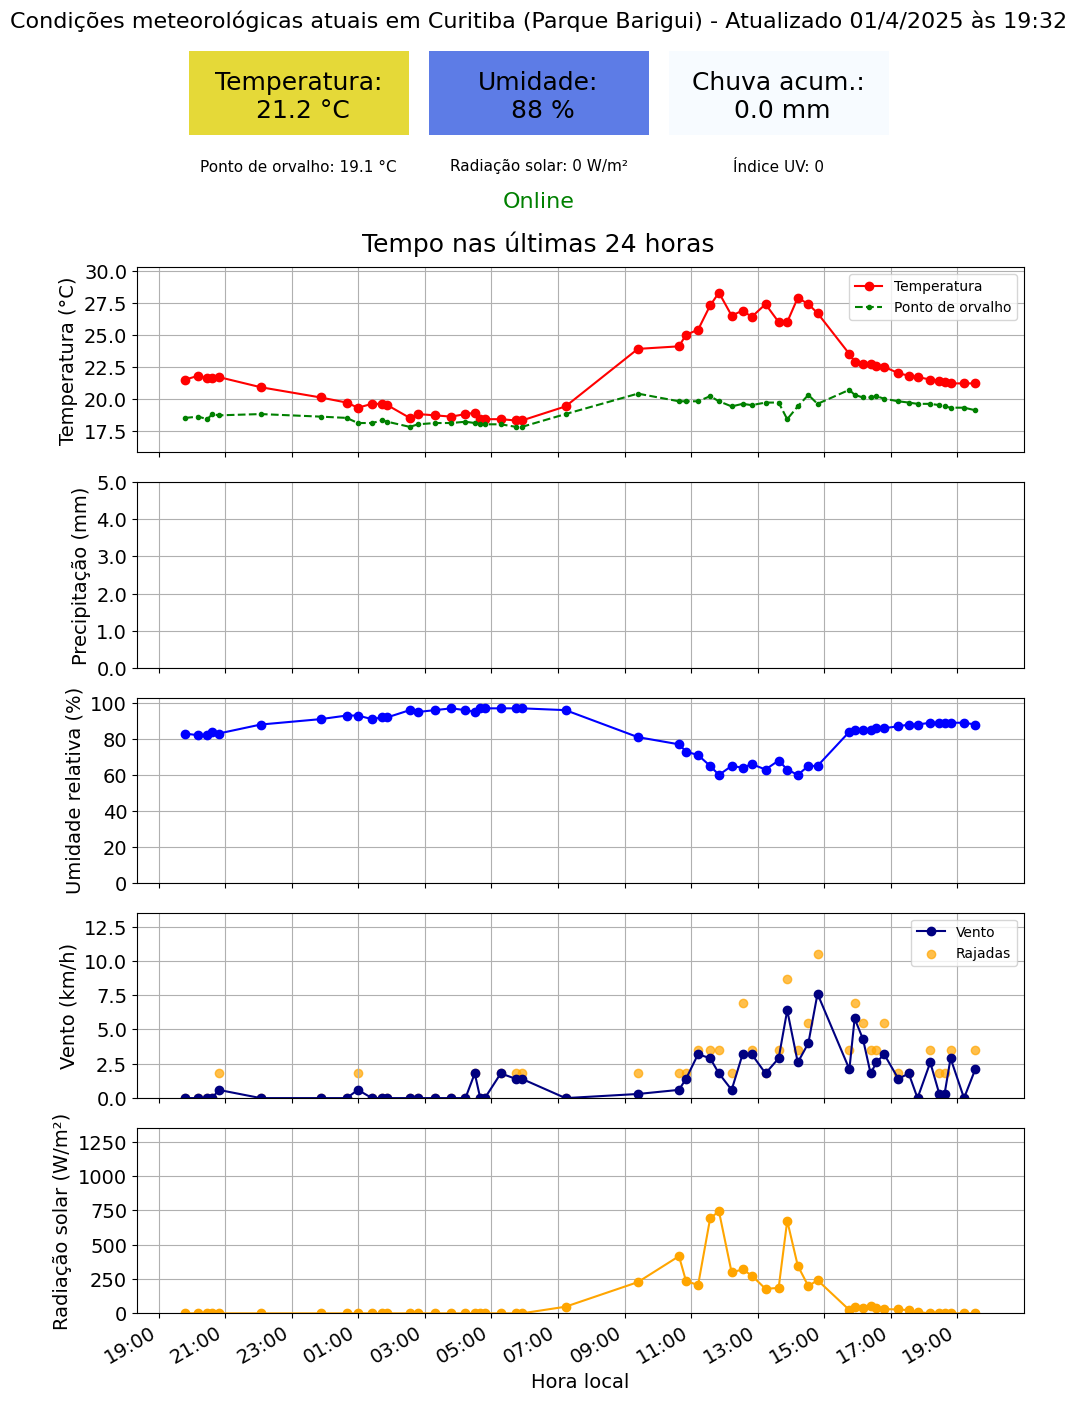 Condições meteorológicas atuais em Curitiba (Parque Barigui) - Atualizado 01/4/2025 às 19:32
Temperatura:
21.2 °C
Umidade:
88 %
Chuva acum.:
0.0 mm
Ponto de orvalho: 19.1 °C
Radiação solar: 0 W/m²
Índice UV: 0
Online
Tempo nas últimas 24 horas
Temperatura (°C)
30.0
27.5
25.0
22.5
20.0
17.5
Temperatura
Ponto de orvalho
Precipitação (mm)
5.0
4.0
3.0
2.0
1.0
0.0
Umidade relativa (%)
100
80
60
40
20
0
Vento (km/h)
12.5
10.0
7.5
5.0
2.5
0.0
Vento
Rajadas
Radiação solar (W/m²)
1250
1000
750
500
250
0
19:00
21:00
23:00
01:00
03:00
05:00
07:00
09:00
11:00
13:00
15:00
17:00
19:00
Hora local